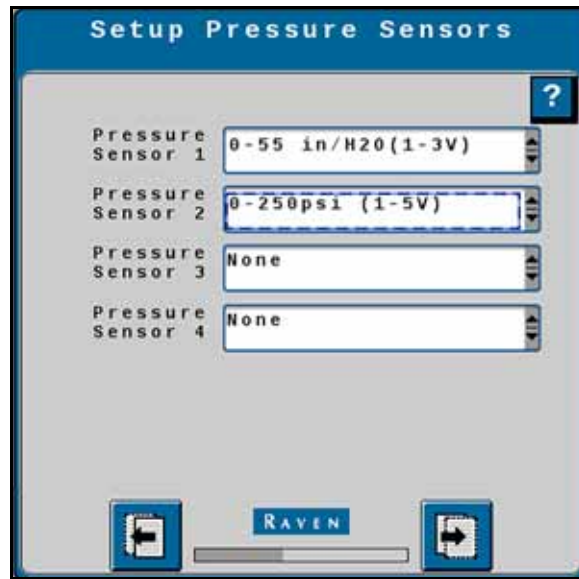 Setup Pressure Sensors
?
Pressure
Sensor 1
0-55 in/H2O(1-3V)
Pressure
Sensor 2
0-250psi (1-5V)
Pressure
Sensor 3
None
Pressure
Sensor 4
None
RAVEN